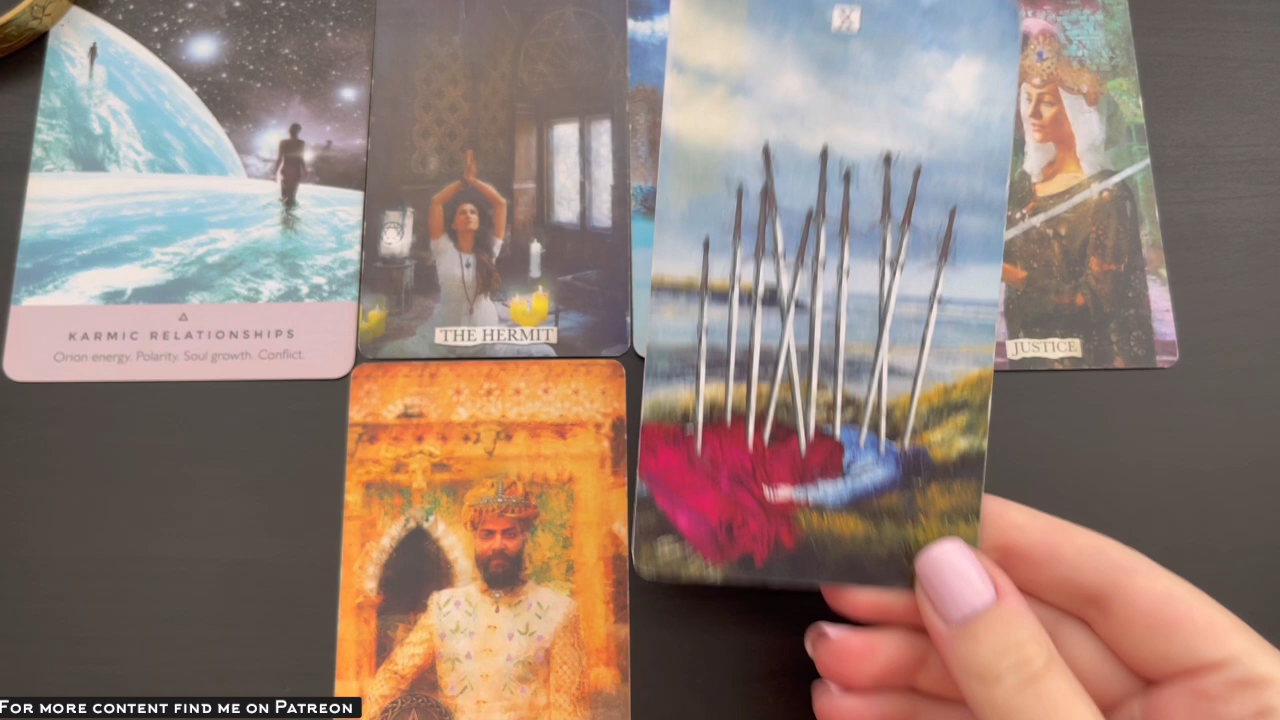 KARMIC RELATIONSHIPS
Orion energy. Polarity. Soul growth. Conflict.
THE HERMIT
JUSTICE
FOR MORE CONTENT FIND ME ON PATREON